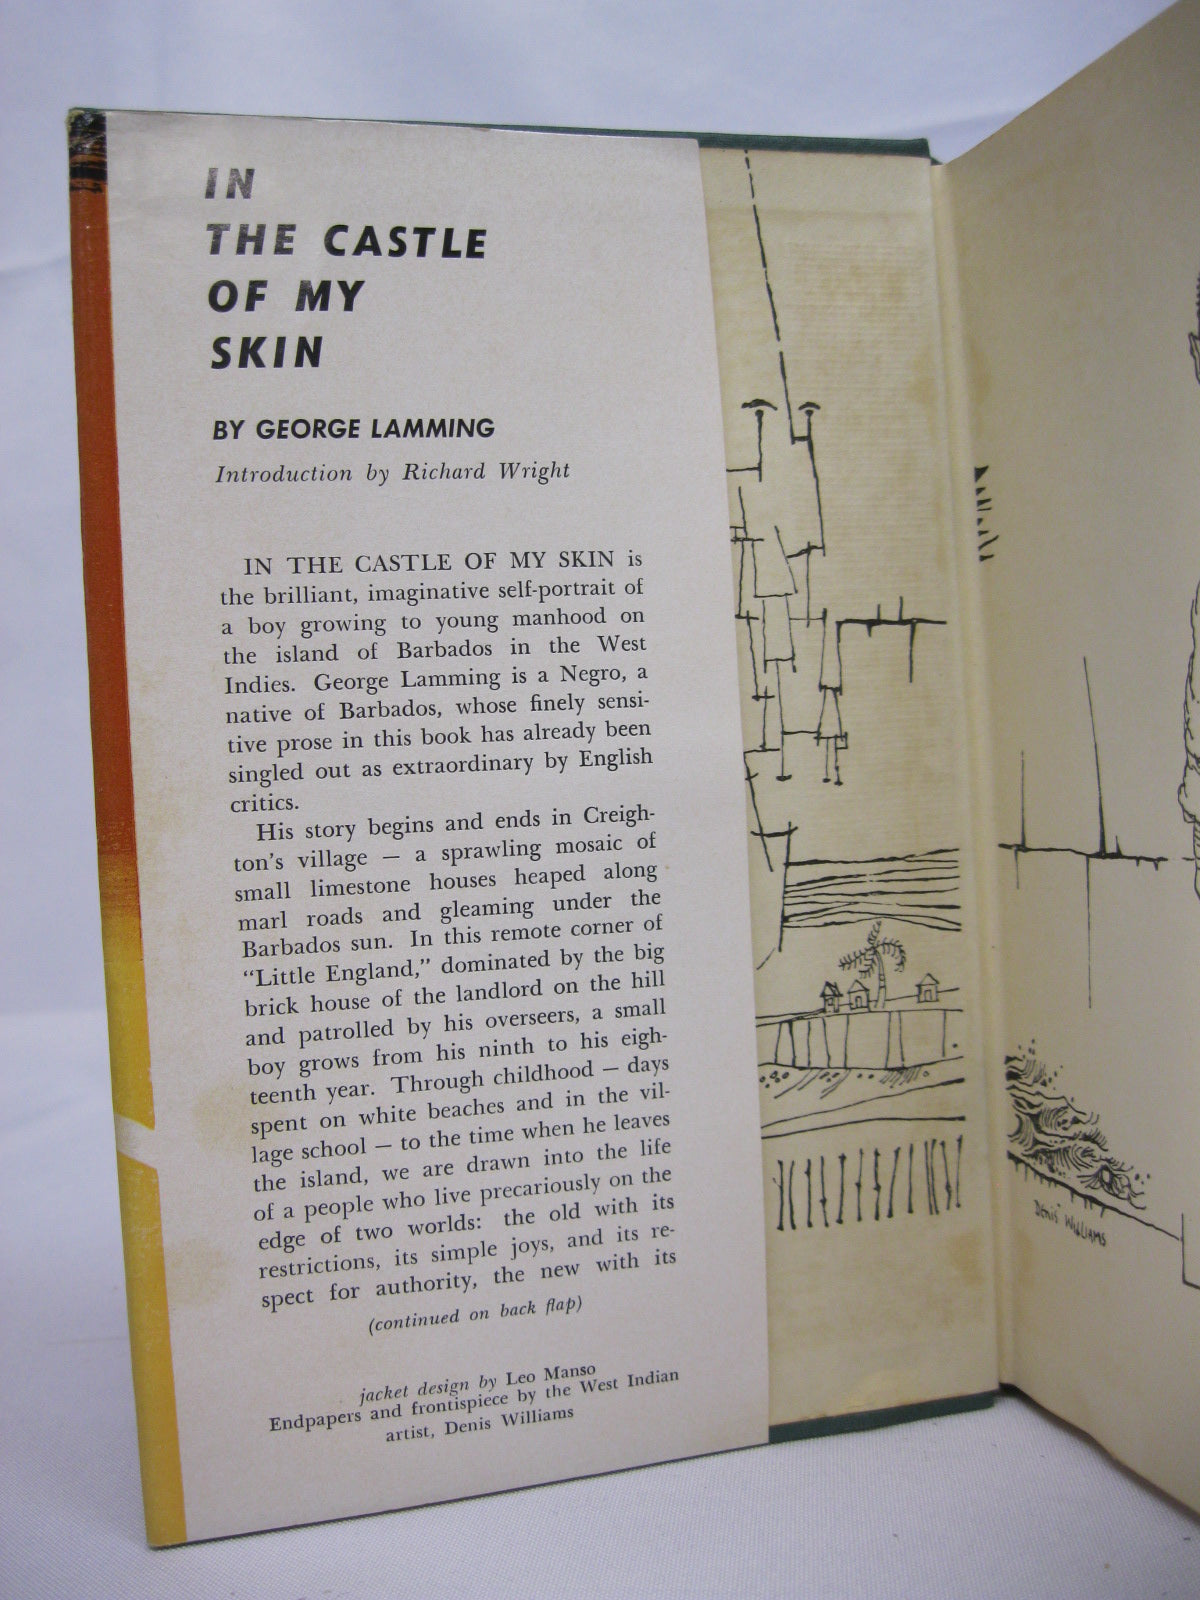 IN
THE CASTLE
OF MY
SKIN
BY GEORGE LAMMING
Introduction by Richard Wright
IN THE CASTLE OF MY SKIN is
the brilliant, imaginative self-portrait of
a boy growing to young manhood on
the island of Barbados in the West
Indies. George Lamming is a Negro, a
native of Barbados, whose finely sensi-
tive prose in this book has already been
singled out as extraordinary by English
critics.
His story begins and ends in Creigh-
ton's village — a sprawling mosaic of
small limestone houses heaped along
marl roads and gleaming under the
Barbados sun. In this remote corner of
“Little England,” dominated by the big
brick house of the landlord on the hill
and patrolled by his overseers, a small
boy grows from his ninth to his eigh-
teenth year. Through childhood — days
spent on white beaches and in the vil-
lage school — to the time when he leaves
the island, we are drawn into the life
of a people who live precariously on the
edge of two worlds: the old with its
restrictions, its simple joys, and its re-
spect for authority, the new with its
(continued on back flap)
jacket design by Leo Manso
Endpapers and frontispiece by the West Indian
artist, Denis Williams
DENIS WILLIAMS